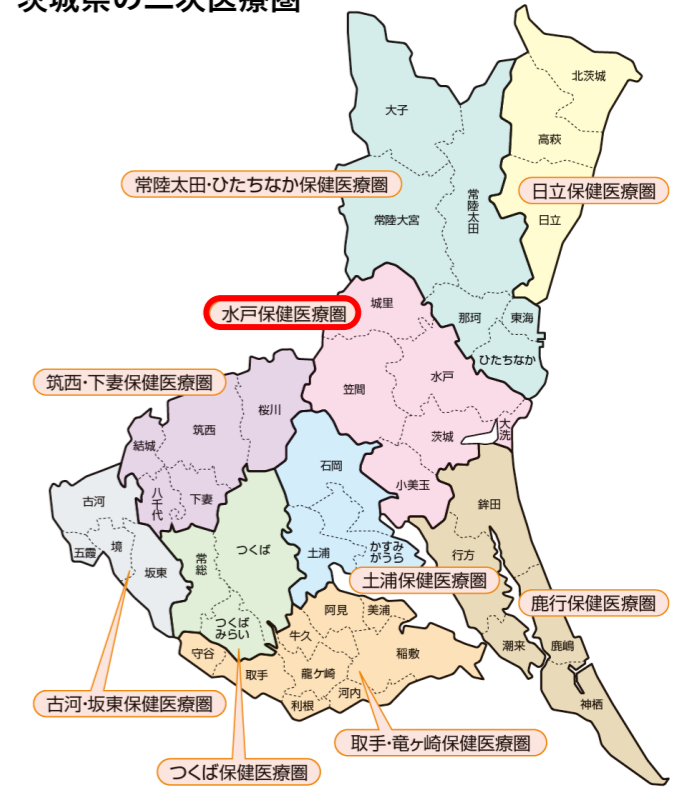 茨城県の二次医療圏
北茨城
大子
高萩
常陸太田・ひたちなか保健医療圏
日立保健医療圏
常陸大宮
常陸太田
日立
城里
水戸保健医療圏
那珂
東海
ひたちなか
筑西・下妻保健医療圏
笠間
水戸
桜川
筑西
大洗
結城
茨城
石岡
小美玉
古河
八千代
下妻
鉾田
五霞
境
坂東
常総
つくば
土浦
かすみ
がうら
行方
土浦保健医療圏
鹿行保健医療圏
つくば
みらい
阿見
美浦
牛久
守谷
取手
龍ケ崎
稲敷
潮来
鹿嶋
利根
河内
神栖
古河・坂東保健医療圏
取手・竜ヶ崎保健医療圏
つくば保健医療圏